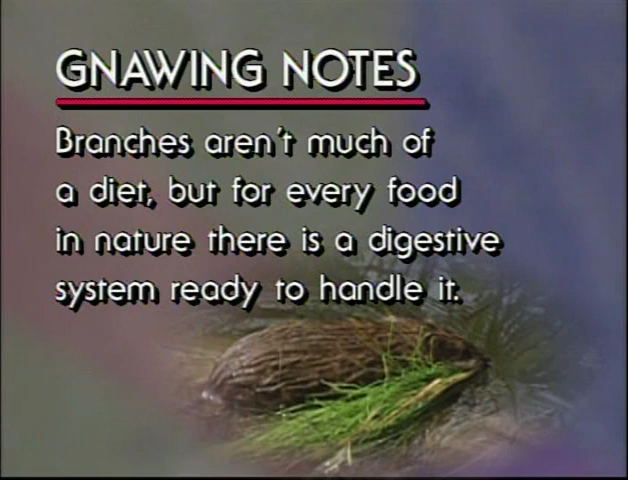 GNAWING NOTES
Branches aren't much of
a diet, but for every food
in nature there is a digestive
system ready to handle it.